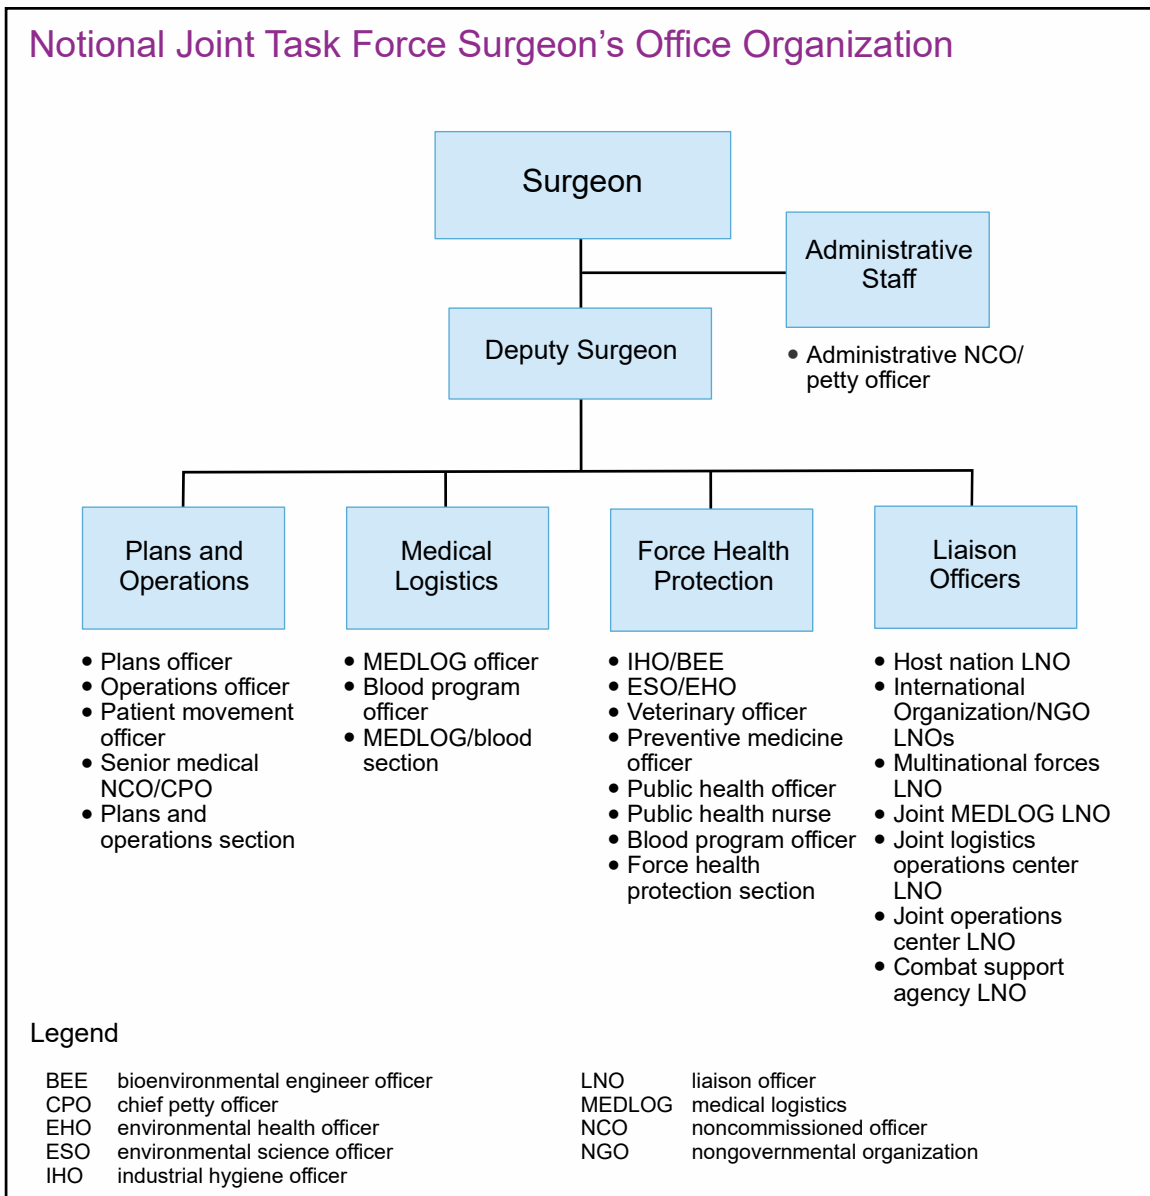 Notional Joint Task Force Surgeon’s Office Organization
Surgeon
Administrative
Staff
• Administrative NCO/
petty officer
Deputy Surgeon
Plans and
Operations
• Plans officer
• Operations officer
• Patient movement
officer
• Senior medical
NCO/CPO
• Plans and
operations section
Medical
Logistics
• MEDLOG officer
• Blood program
officer
• MEDLOG/blood
section
Force Health
Protection
• IHO/BEE
• ESO/EHO
• Veterinary officer
• Preventive medicine
officer
• Public health officer
• Public health nurse
• Blood program officer
• Force health
protection section
Liaison
Officers
• Host nation LNO
• International
Organization/NGO
LNOs
• Multinational forces
LNO
• Joint MEDLOG LNO
• Joint logistics
operations center
LNO
• Joint operations
center LNO
• Combat support
agency LNO
Legend
BEE bioenvironmental engineer officer
CPO chief petty officer
EHO environmental health officer
ESO environmental science officer
IHO industrial hygiene officer
LNO liaison officer
MEDLOG medical logistics
NCO noncommissioned officer
NGO nongovernmental organization